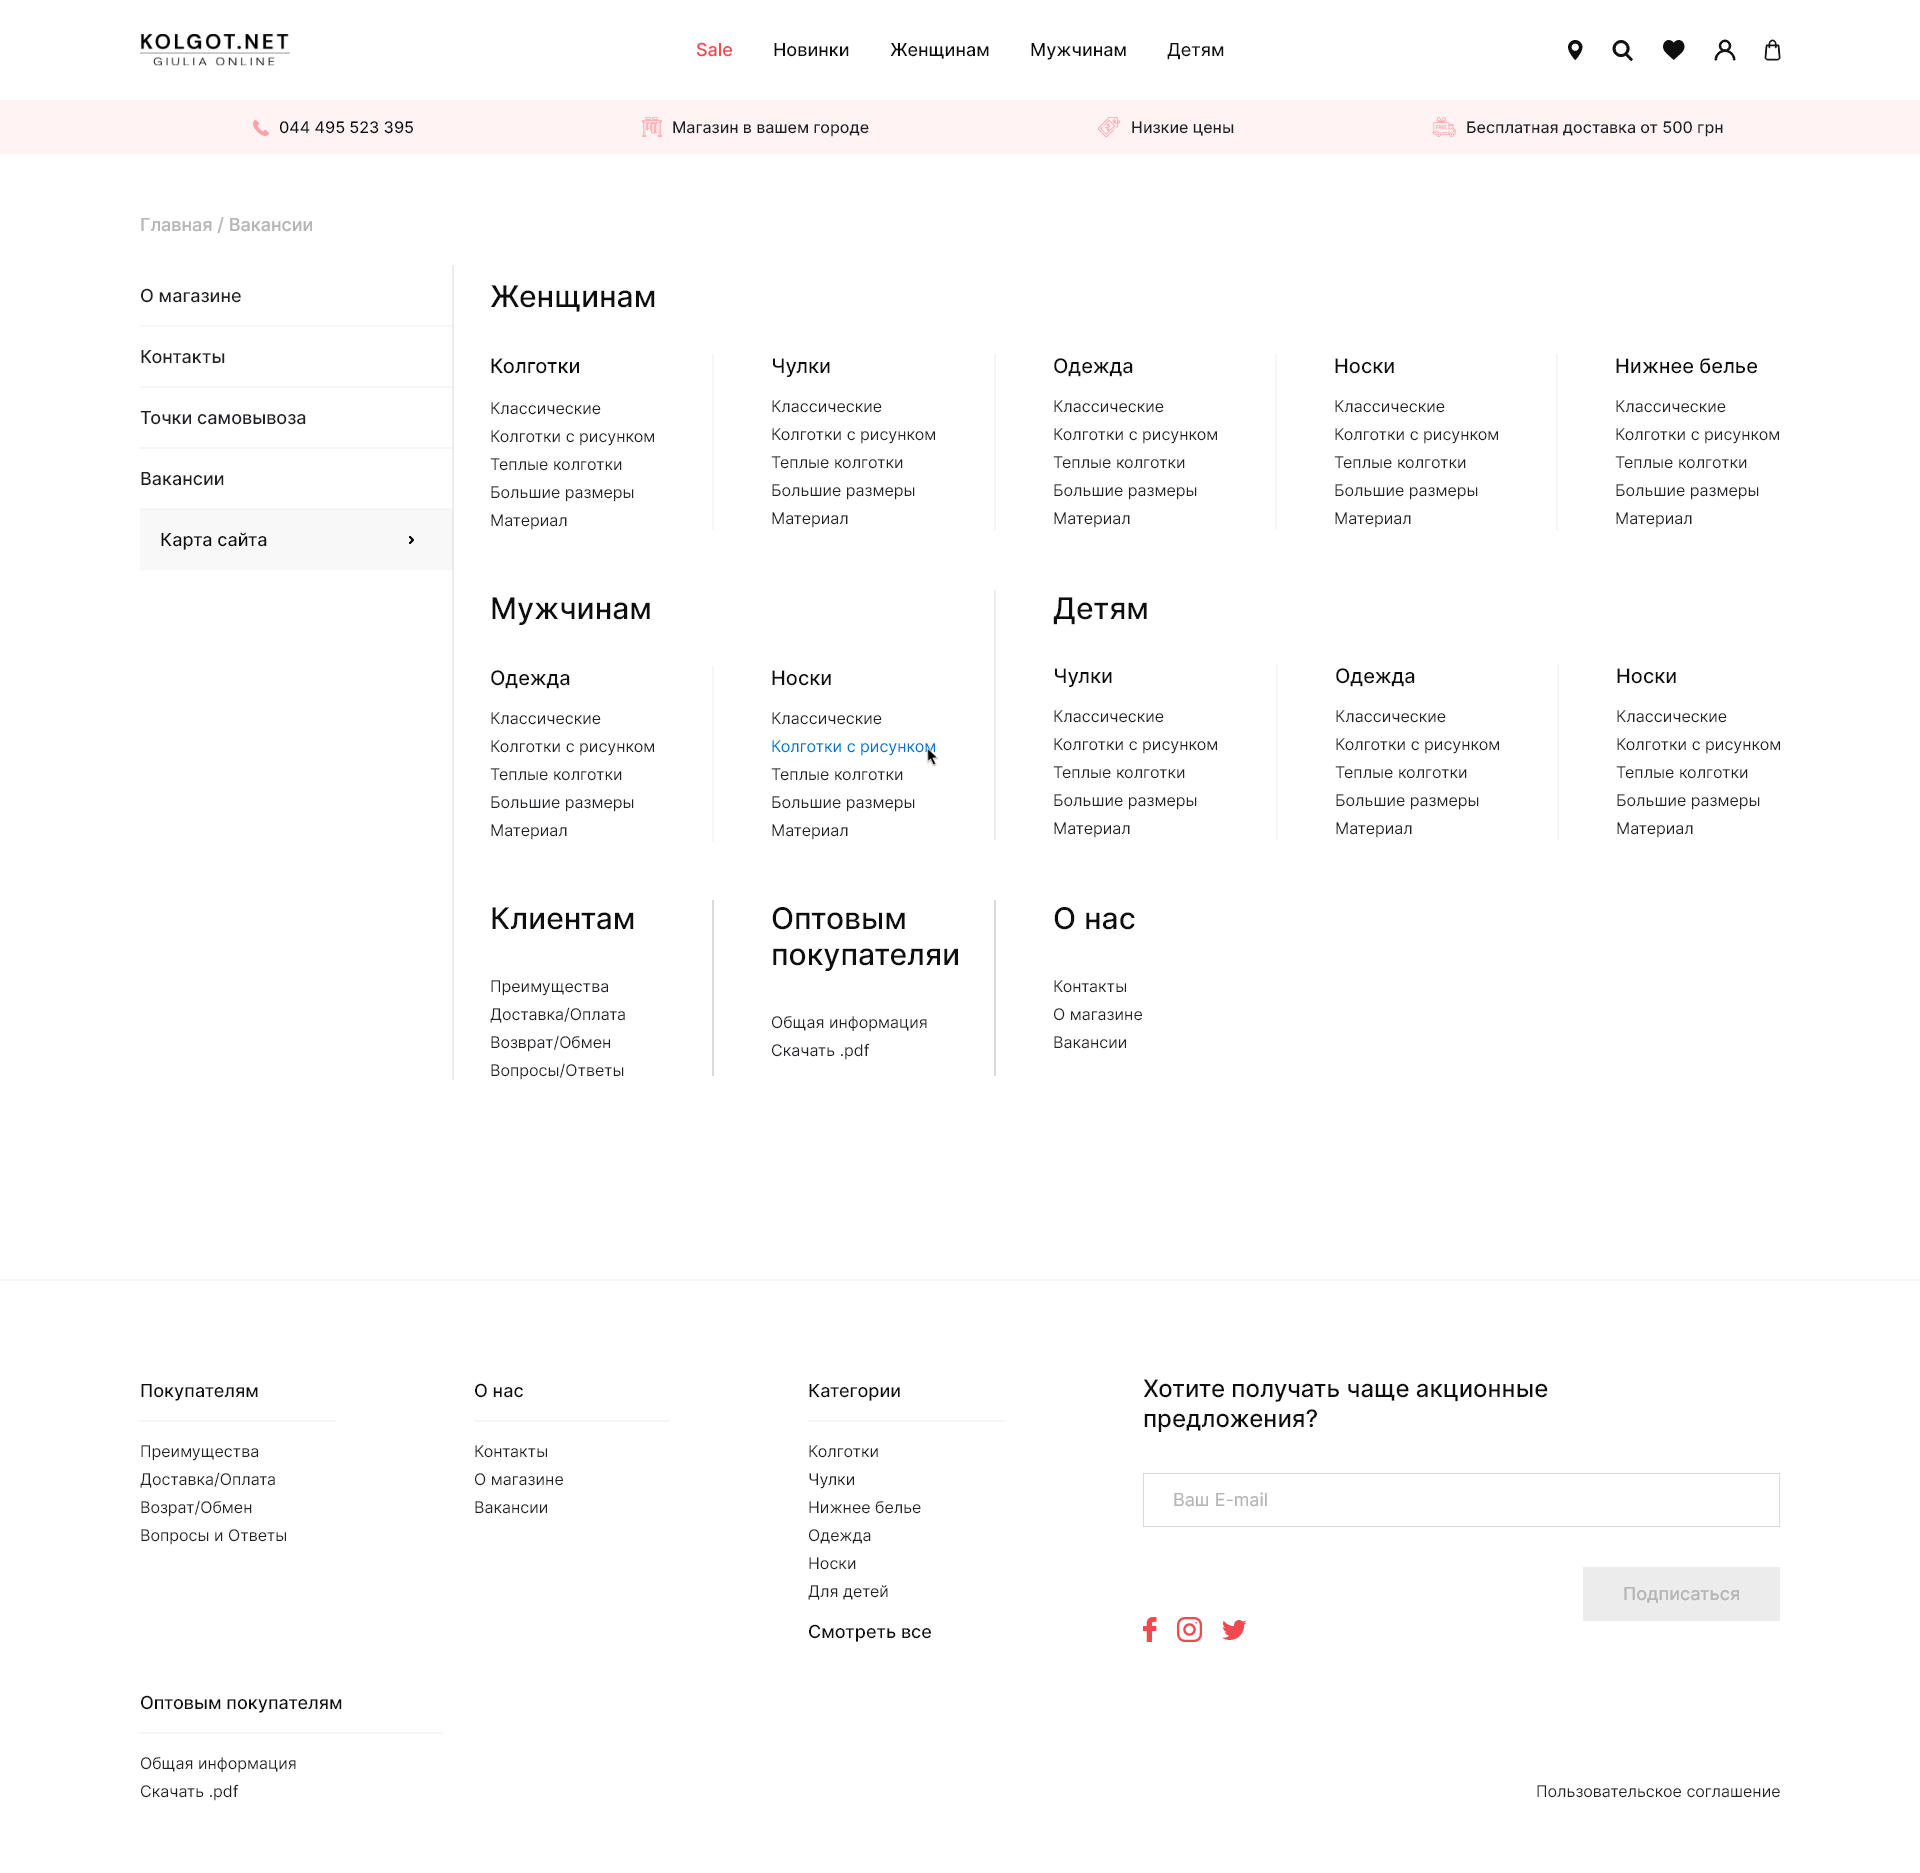 KOLGOT.NET
GIULIA ONLINE
Sale
Новинки
Женщинам
Мужчинам
Детям
044 495 523 395
Магазин в вашем городе
Низкие цены
Бесплатная доставка от 500 грн
Главная / Вакансии
О магазине
Контакты
Точки самовывоза
Вакансии
Карта сайта
Женщинам
Колготки
Классические
Колготки с рисунком
Теплые колготки
Большие размеры
Материал
Чулки
Классические
Колготки с рисунком
Теплые колготки
Большие размеры
Материал
Одежда
Классические
Колготки с рисунком
Теплые колготки
Большие размеры
Материал
Носки
Классические
Колготки с рисунком
Теплые колготки
Большие размеры
Материал
Нижнее белье
Классические
Колготки с рисунком
Теплые колготки
Большие размеры
Материал
Мужчинам
Одежда
Классические
Колготки с рисунком
Теплые колготки
Большие размеры
Материал
Носки
Классические
Колготки с рисунком
Теплые колготки
Большие размеры
Материал
Детям
Чулки
Классические
Колготки с рисунком
Теплые колготки
Большие размеры
Материал
Одежда
Классические
Колготки с рисунком
Теплые колготки
Большие размеры
Материал
Носки
Классические
Колготки с рисунком
Теплые колготки
Большие размеры
Материал
Клиентам
Преимущества
Доставка/Оплата
Возврат/Обмен
Вопросы/Ответы
Оптовым
покупателяи
Общая информация
Скачать .pdf
О нас
Контакты
О магазине
Вакансии
Покупателям
Преимущества
Доставка/Оплата
Возрат/Обмен
Вопросы и Ответы
О нас
Контакты
О магазине
Вакансии
Категории
Колготки
Чулки
Нижнее белье
Одежда
Носки
Для детей
Смотреть все
Хотите получать чаще акционные
предложения?
Ваш E-mail
Подписаться
Оптовым покупателям
Общая информация
Скачать .pdf
Пользовательское соглашение